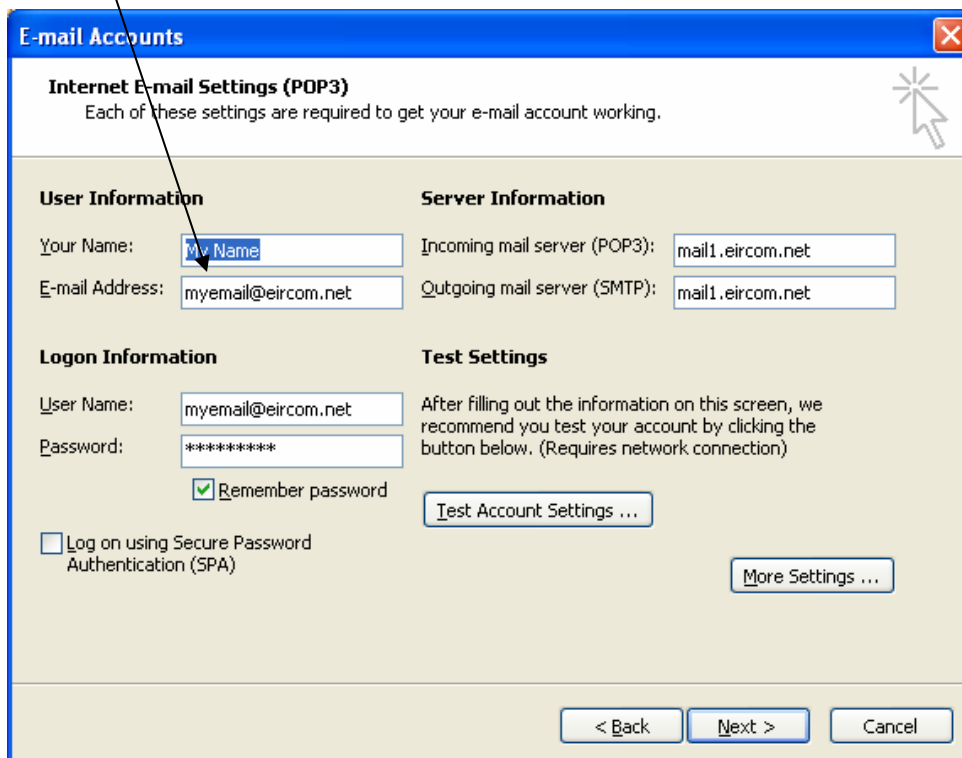 E-mail Accounts
Internet E-mail Settings (POP3)
Each of these settings are required to get your e-mail account working.
User Information
Your Name: My Name
E-mail Address: myemail@eircom.net
Server Information
Incoming mail server (POP3): mail1.eircom.net
Outgoing mail server (SMTP): mail1.eircom.net
Logon Information
User Name: myemail@eircom.net
Password: *********
Remember password
Log on using Secure Password
Authentication (SPA)
Test Settings
After filling out the information on this screen, we
recommend you test your account by clicking the
button below. (Requires network connection)
Test Account Settings ...
More Settings ...
< Back
Next >
Cancel